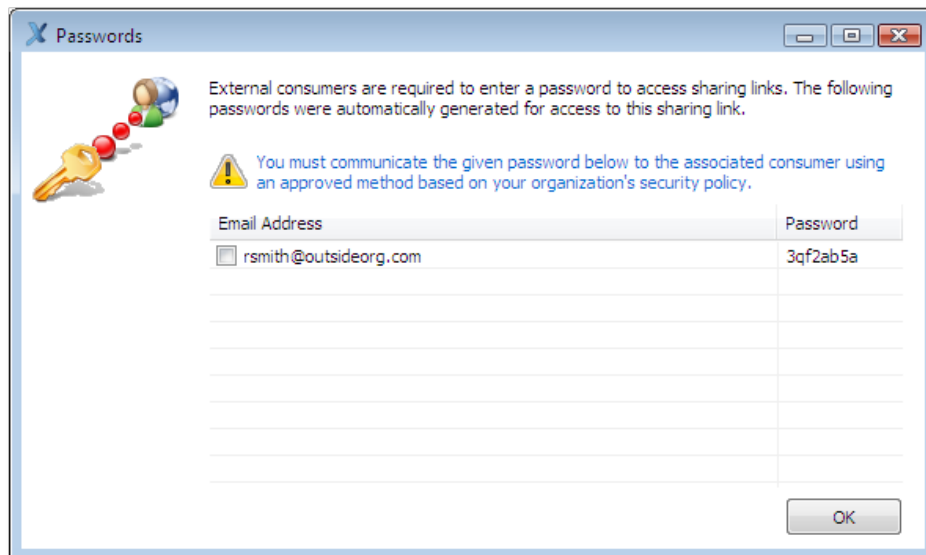 Passwords
External consumers are required to enter a password to access sharing links. The following
passwords were automatically generated for access to this sharing link.
You must communicate the given password below to the associated consumer using
an approved method based on your organization's security policy.
Email Address Password
rsmith@outsideorg.com 3qf2ab5a
OK